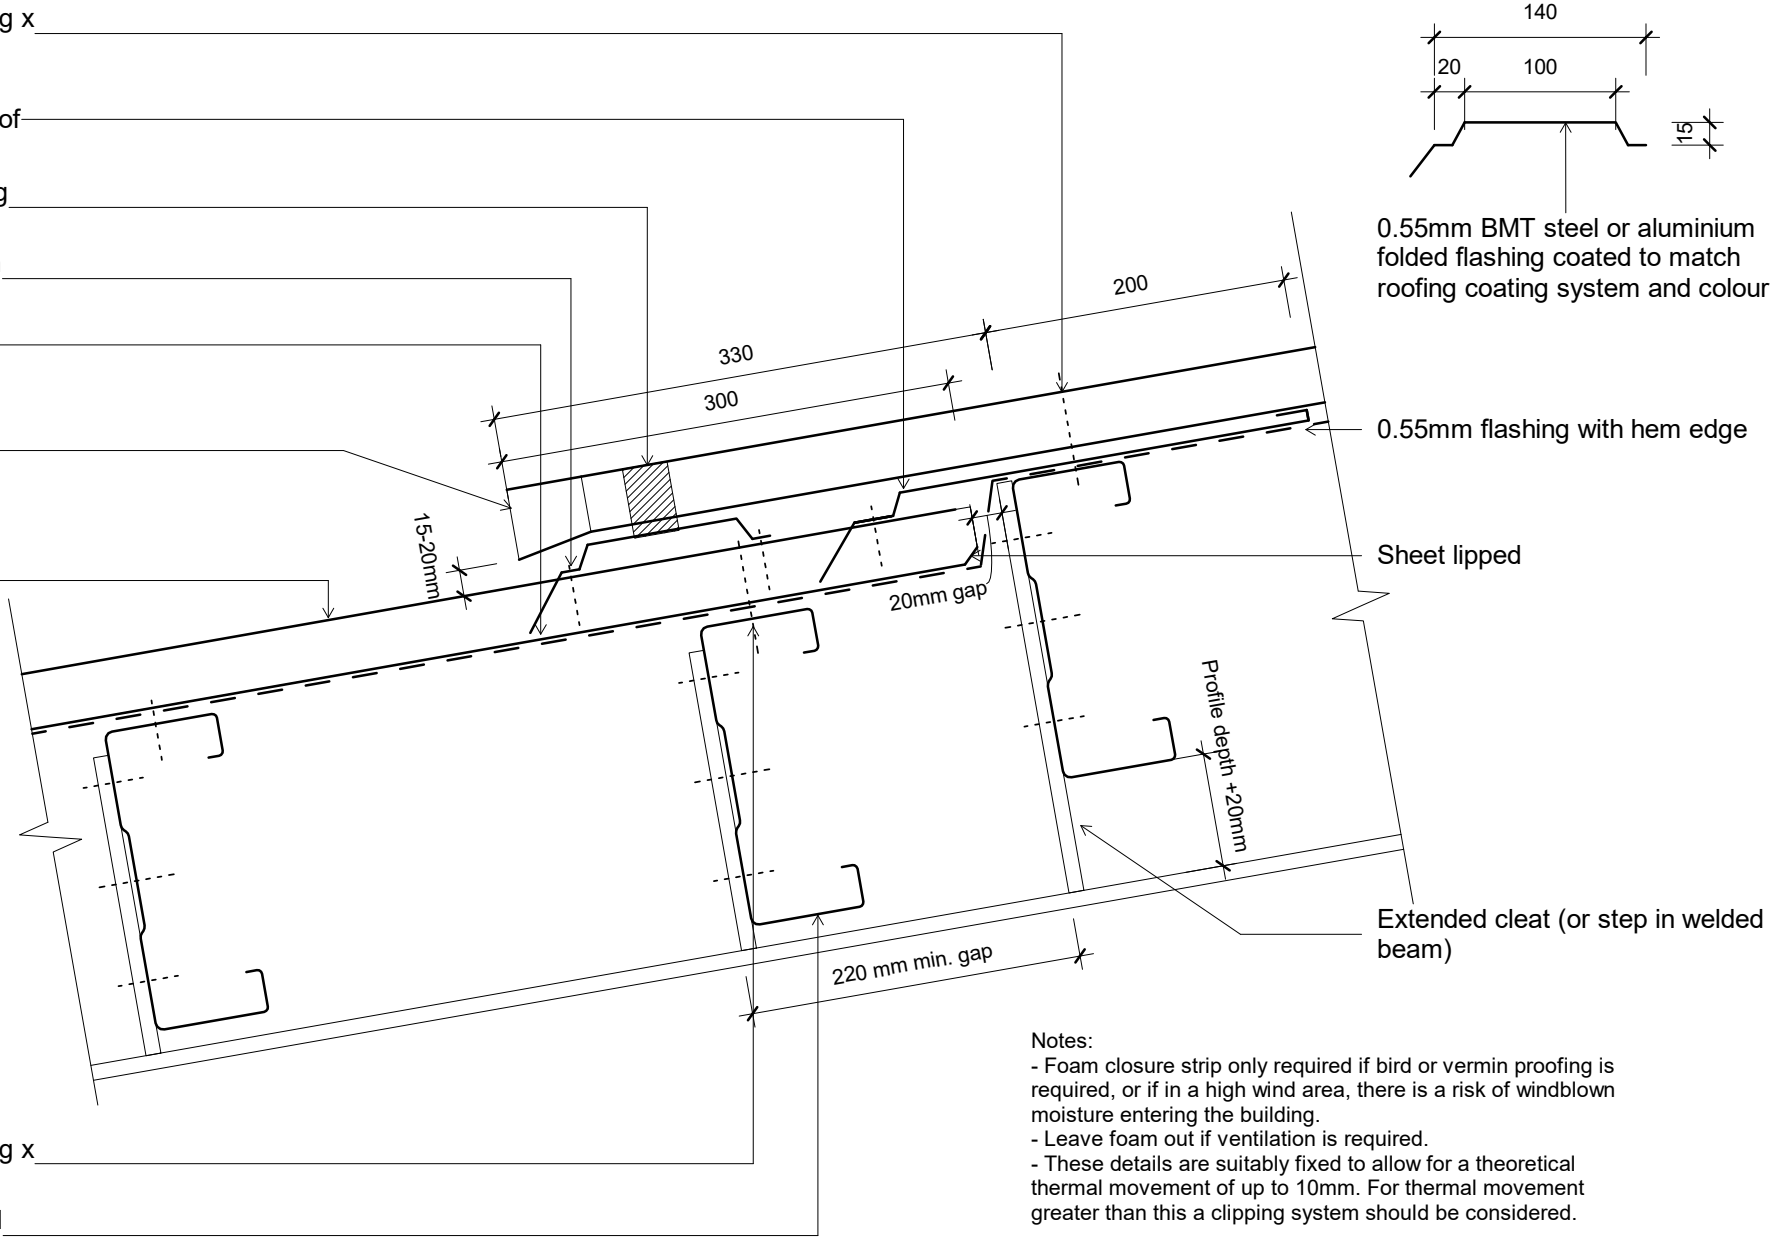 g x
of
g
140
20
100
15
0.55mm BMT steel or aluminium
folded flashing coated to match
roofing coating system and colour
200
330
300
0.55mm flashing with hem edge
15-20mm
Sheet lipped
20mm gap
Profile depth +20mm
Extended cleat (or step in welded
beam)
220 mm min. gap
Notes:
- Foam closure strip only required if bird or vermin proofing is
required, or if in a high wind area, there is a risk of windblown
moisture entering the building.
- Leave foam out if ventilation is required.
- These details are suitably fixed to allow for a theoretical
thermal movement of up to 10mm. For thermal movement
greater than this a clipping system should be considered.
g x